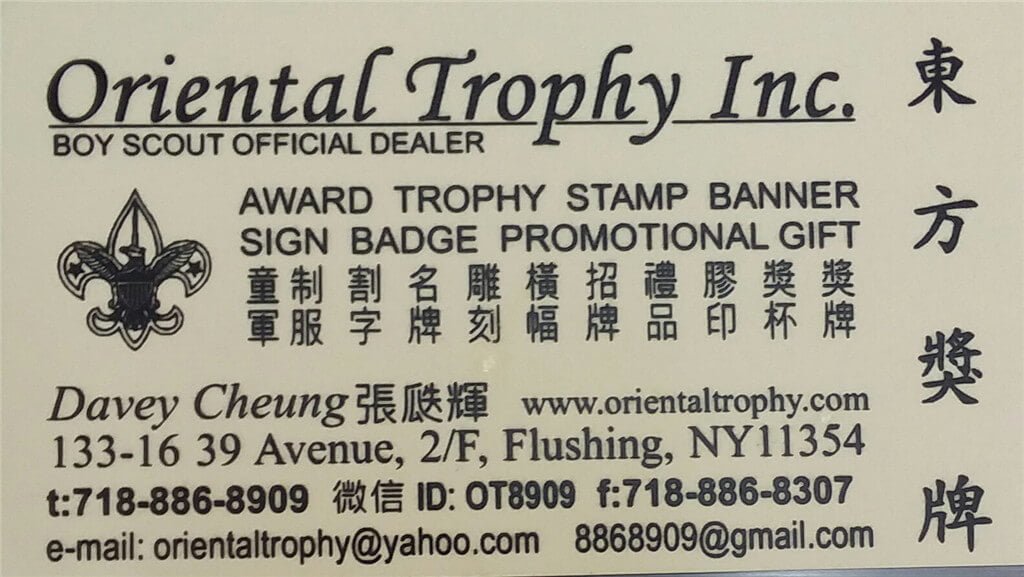 Oriental Trophy Inc.
BOY SCOUT OFFICIAL DEALER
AWARD TROPHY STAMP BANNER
SIGN BADGE PROMOTIONAL GIFT
童 制 割 名 雕 橫 招 禮 膠 獎 獎
軍 服 字 牌 刻 幅 牌 品 印 杯 牌
Davey Cheung 張瓞輝 www.orientaltrophy.com
133-16 39 Avenue, 2/F, Flushing, NY11354
t:718-886-8909 微信 ID: OT8909 f:718-886-8307
e-mail: orientaltrophy@yahoo.com 8868909@gmail.com
東方獎牌